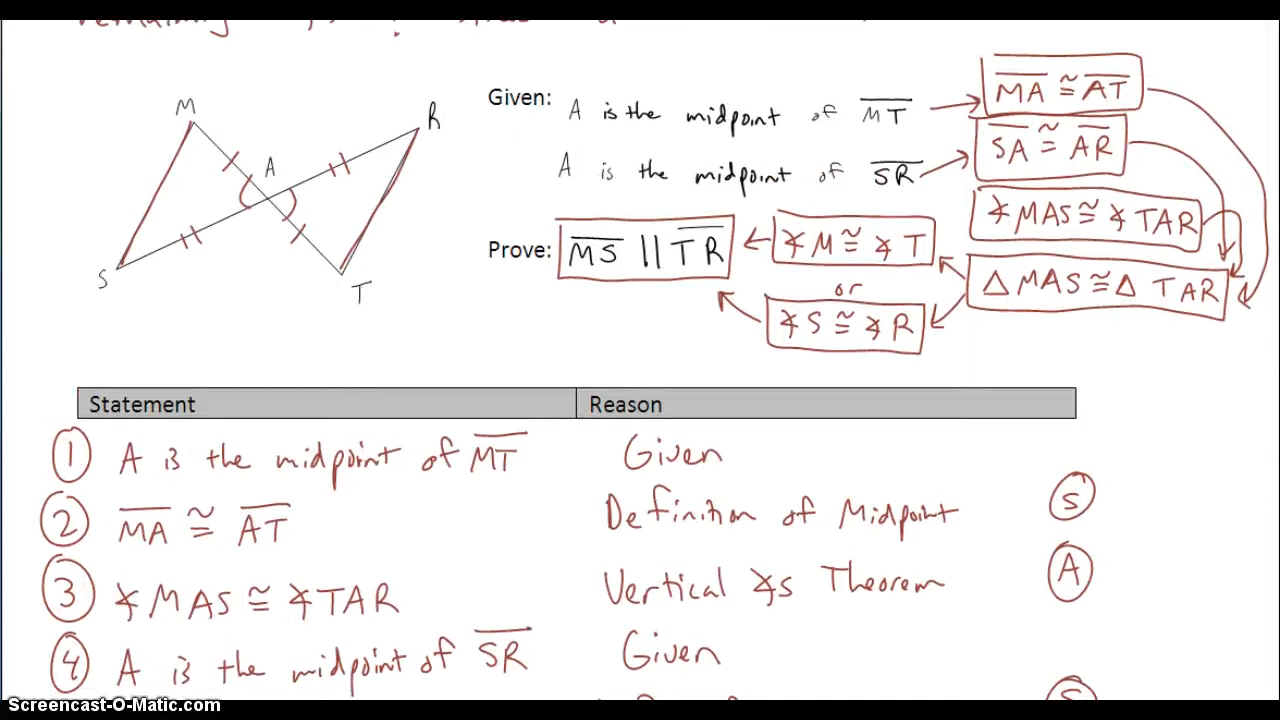 remaining
M
R
A
S
T
Given: A is the midpoint of MT
MA ≅ AT
A is the midpoint of SR
SA ≅ AR
∡MAS ≅ ∡TAR
Prove: MS || TR
∡M ≅ ∡T
or
∡S ≅ ∡R
△MAS ≅ △TAR
Statement Reason
1 A is the midpoint of MT Given
2 MA ≅ AT Definition of Midpoint S
3 ∡MAS ≅ ∡TAR Vertical ∡s Theorem A
4 A is the midpoint of SR Given
S
Screencast-O-Matic.com